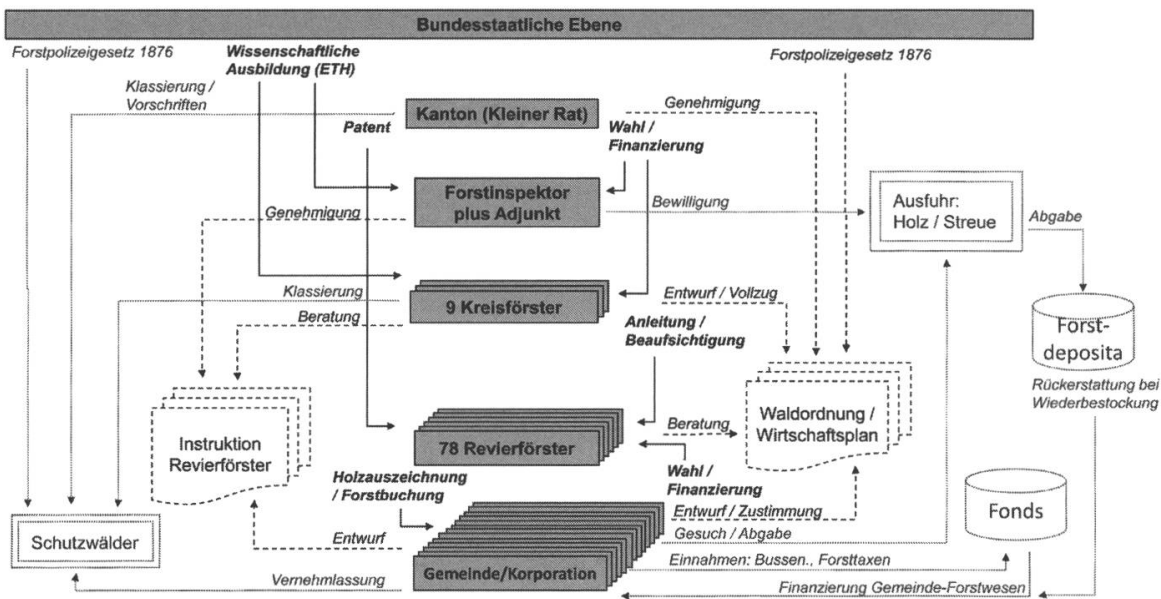 Bundesstaatliche Ebene
Forstpolizeigesetz 1876
Wissenschaftliche
Ausbildung (ETH)
Forstpolizeigesetz 1876
Klassierung /
Vorschriften
Patent
Kanton (Kleiner Rat)
Wahl /
Finanzierung
Genehmigung
Forstinspektor
plus Adjunkt
Genehmigung
Bewilligung
Ausfuhr:
Holz / Streue
Abgabe
Klassierung
9 Kreisförster
Entwurf / Vollzug
Beratung
Anleitung /
Beaufsichtigung
Forst-
deposita
Rückerstattung bei
Wiederbestockung
Instruktion
Revierförster
78 Revierförster
Beratung
Waldordnung /
Wirtschaftsplan
Holzauszeichnung
/ Forstbuchung
Wahl /
Finanzierung
Entwurf / Zustimmung
Fonds
Schutzwälder
Entwurf
Gesuch / Abgabe
Gemeinde/Korporation
Einnahmen: Bussen., Forsttaxen
Vernehmlassung
Finanzierung Gemeinde-Forstwesen